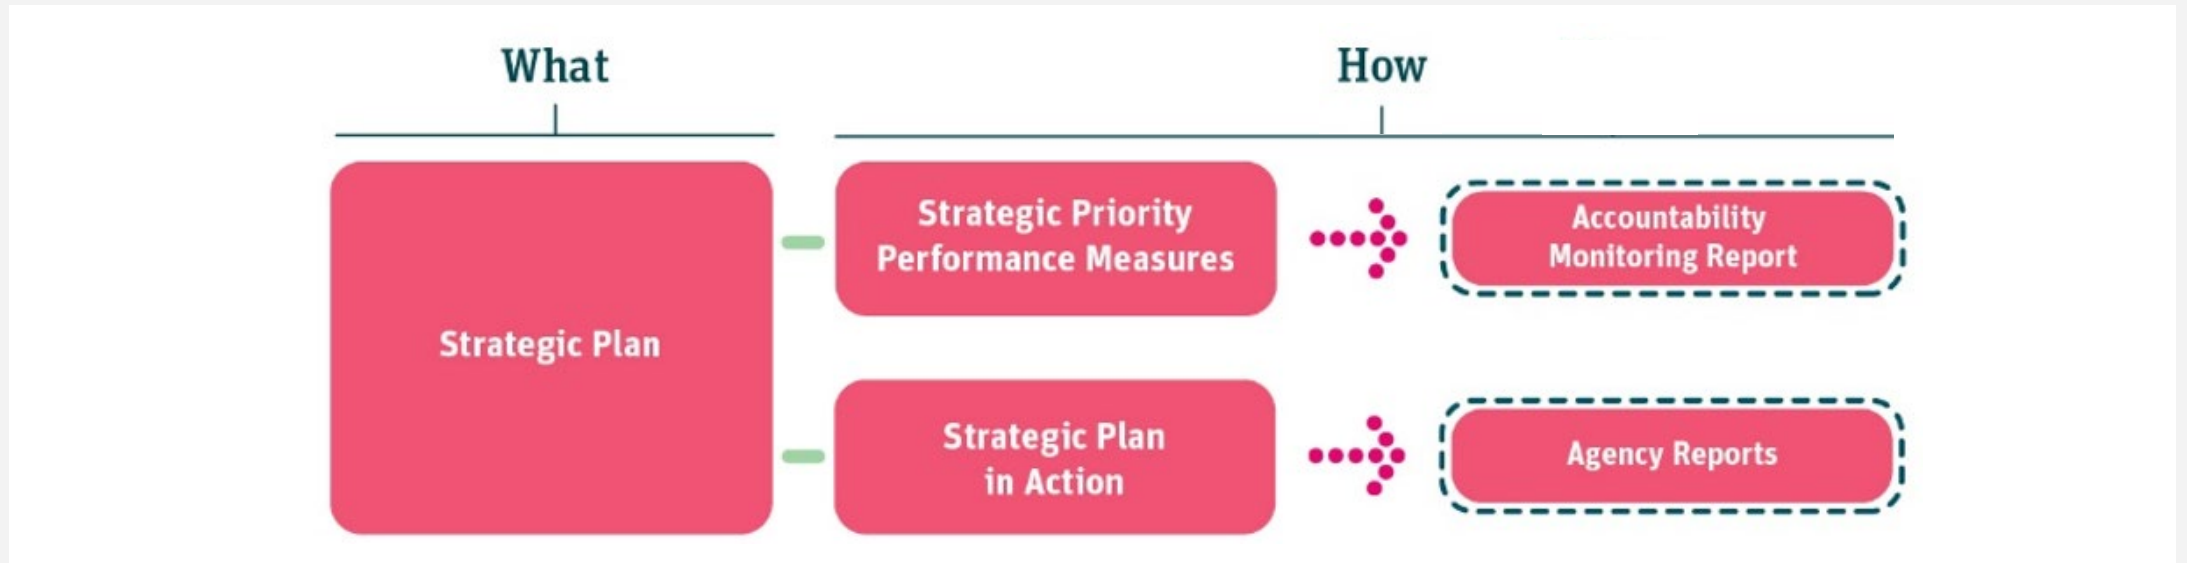 What
How
Strategic Plan
Strategic Priority
Performance Measures
Accountability
Monitoring Report
Strategic Plan
in Action
Agency Reports